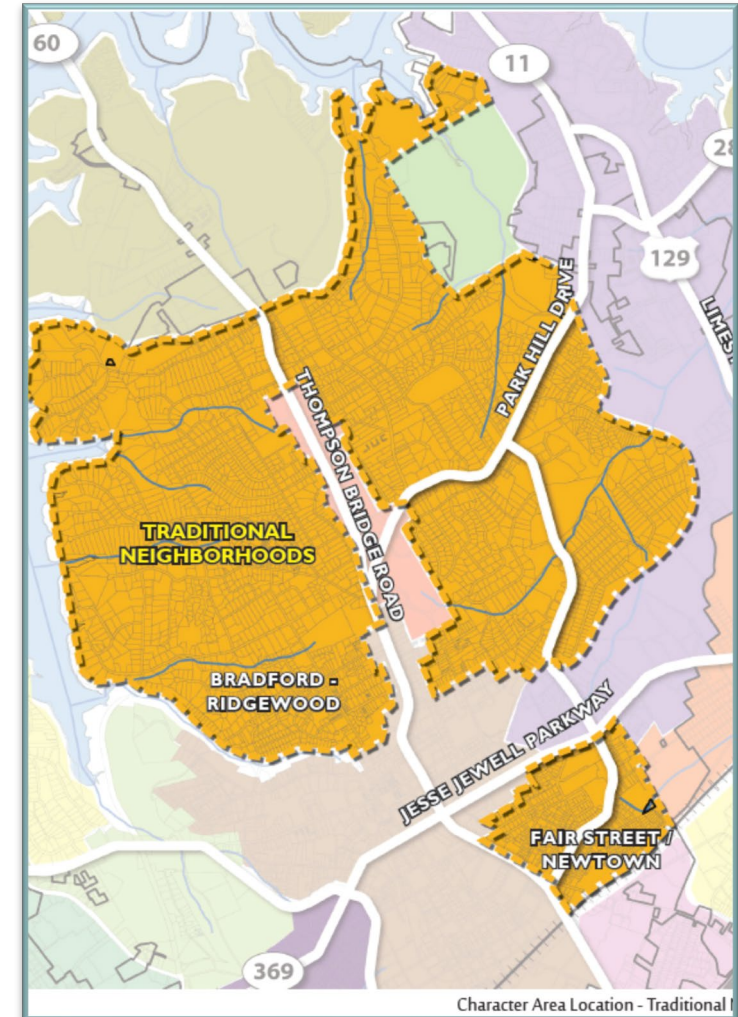 60
11
28
129
LIMES
PARK HILL DRIVE
THOMPSON BRIDGE ROAD
TRADITIONAL
NEIGHBORHOODS
BRADFORD -
RIDGEWOOD
JESSE JEWELL PARKWAY
FAIR STREET /
NEWTOWN
369
Character Area Location - Traditional